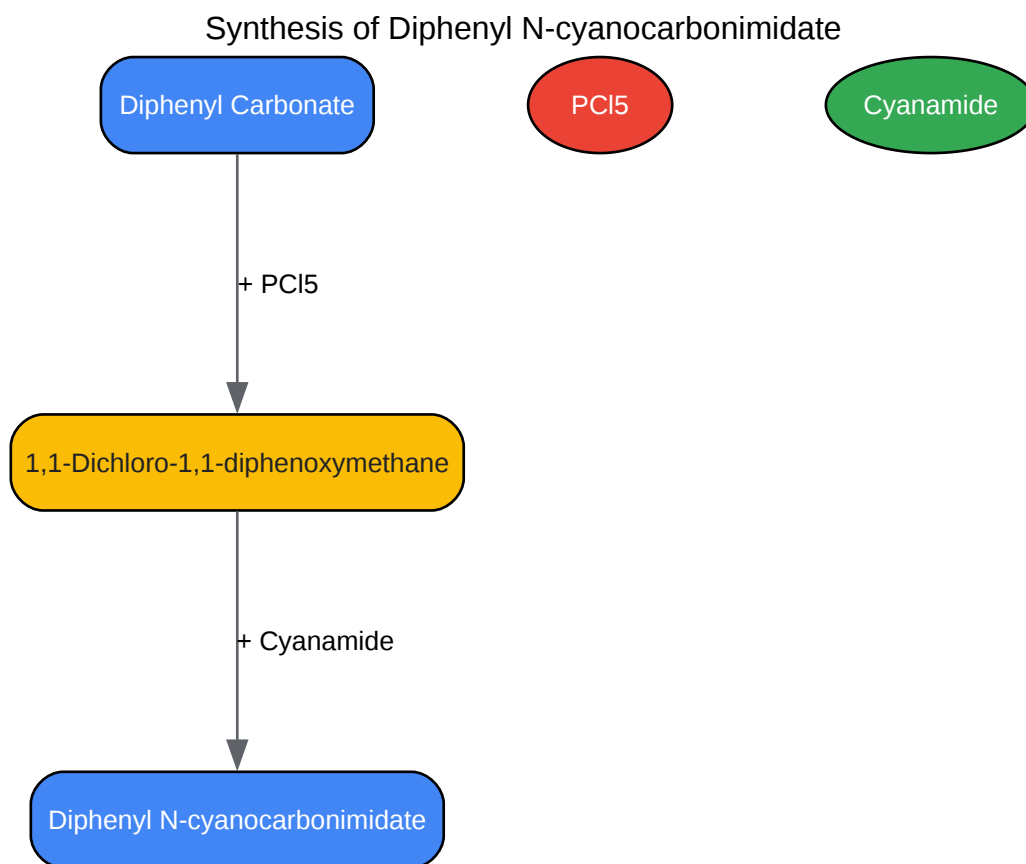 Synthesis of Diphenyl N-cyanocarbonimidate
Diphenyl Carbonate
PCl5
Cyanamide
+ PCl5
1,1-Dichloro-1,1-diphenoxymethane
+ Cyanamide
Diphenyl N-cyanocarbonimidate